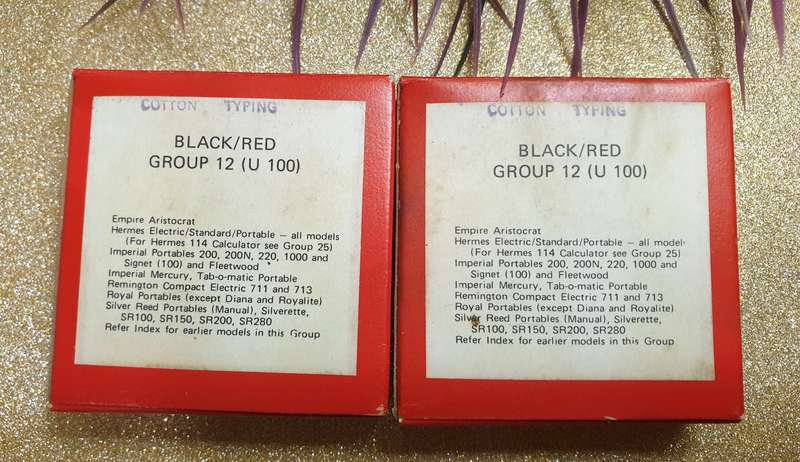 COTTON TYPING
BLACK/RED
GROUP 12 (U 100)
Empire Aristocrat
Hermes Electric/Standard/Portable – all models
(For Hermes 114 Calculator see Group 25)
Imperial Portables 200, 200N, 220, 1000 and
Signet (100) and Fleetwood
Imperial Mercury, Tab-o-matic Portable
Remington Compact Electric 711 and 713
Royal Portables (except Diana and Royalite)
Silver Reed Portables (Manual), Silverette,
SR100, SR150, SR200, SR280
Refer Index for earlier models in this Group
COTTON TYPING
BLACK/RED
GROUP 12 (U 100)
Empire Aristocrat
Hermes Electric/Standard/Portable – all model
(For Hermes 114 Calculator see Group 25)
Imperial Portables 200, 200N, 220, 1000 and
Signet (100) and Fleetwood
Imperial Mercury, Tab-o-matic Portable
Remington Compact Electric 711 and 713
Royal Portables (except Diana and Royalite)
Silver Reed Portables (Manual), Silverette,
SR100, SR150, SR200, SR280
Refer Index for earlier models in this Group